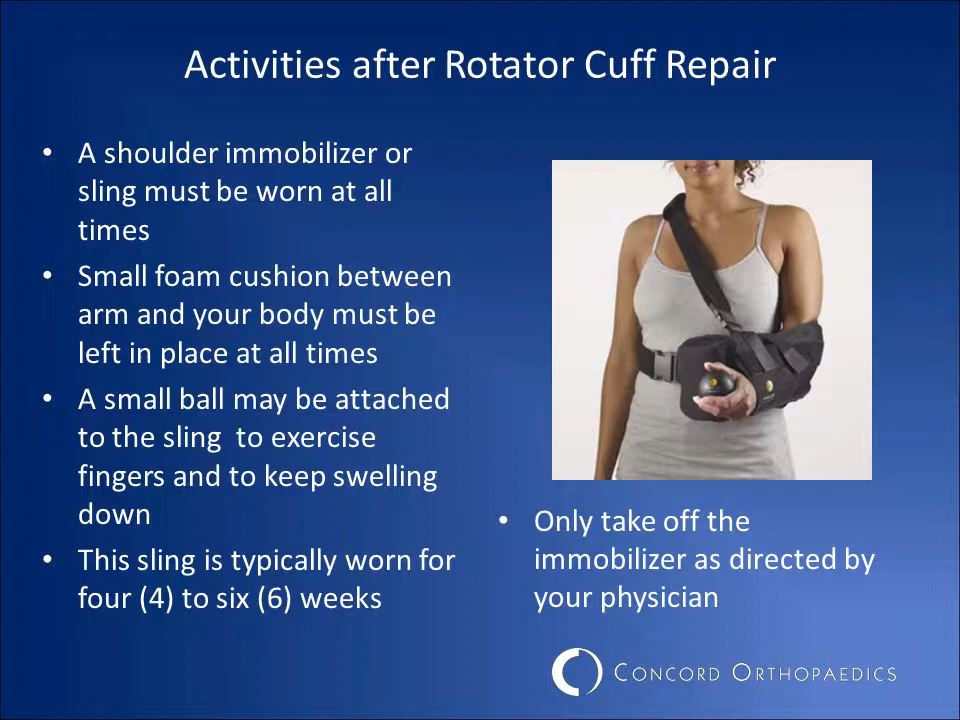 Activities after Rotator Cuff Repair
• A shoulder immobilizer or
sling must be worn at all
times
• Small foam cushion between
arm and your body must be
left in place at all times
• A small ball may be attached
to the sling  to exercise
fingers and to keep swelling
down
• This sling is typically worn for
four (4) to six (6) weeks
• Only take off the
immobilizer as directed by
your physician
CONCORD ORTHOPAEDICS